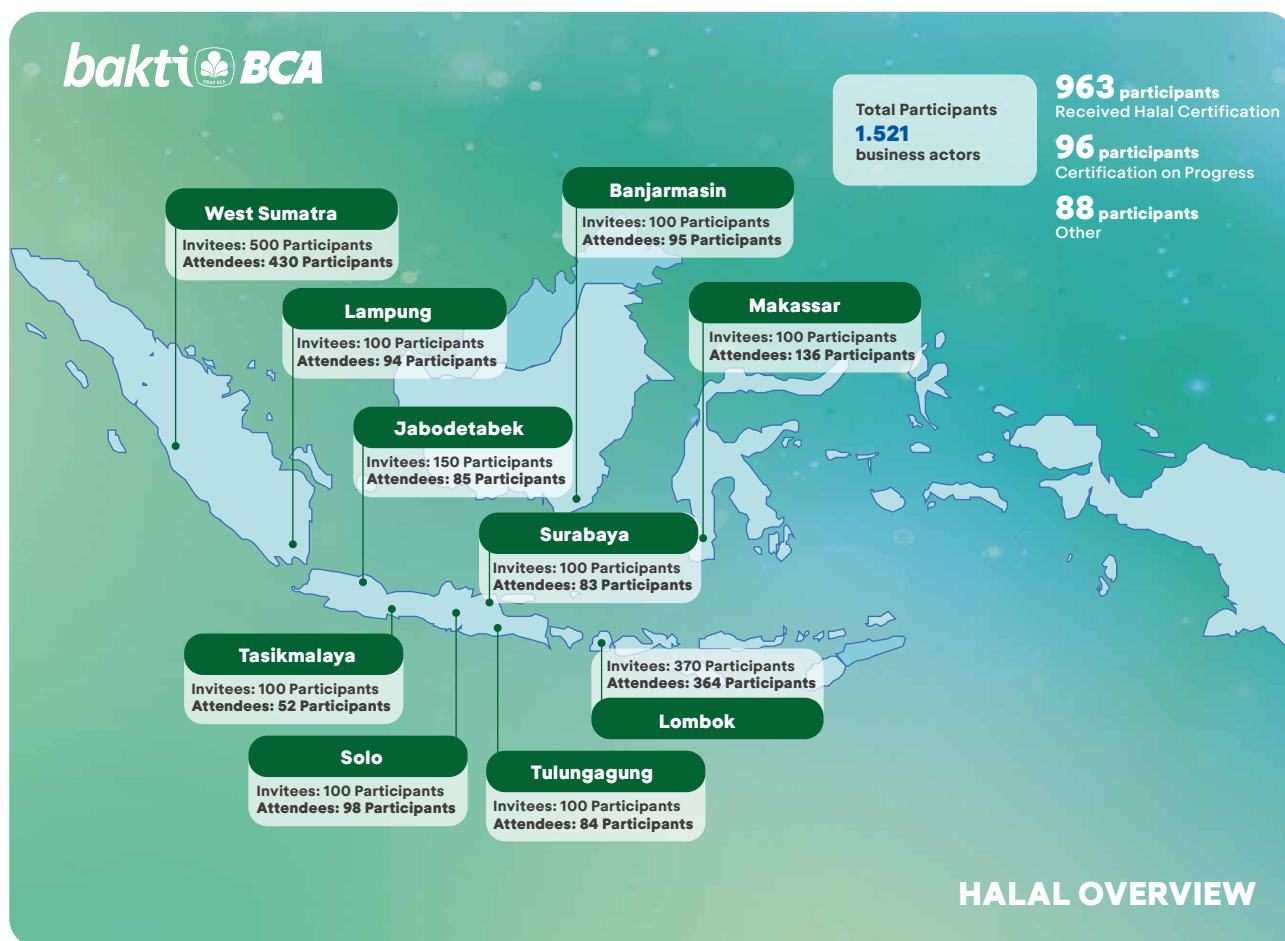 bakti BCA
Total Participants
1.521
business actors
963 participants
Received Halal Certification
96 participants
Certification on Progress
88 participants
Other
West Sumatra
Invitees: 500 Participants
Attendees: 430 Participants
Banjarmasin
Invitees: 100 Participants
Attendees: 95 Participants
Lampung
Invitees: 100 Participants
Attendees: 94 Participants
Makassar
Invitees: 100 Participants
Attendees: 136 Participants
Jabodetabek
Invitees: 150 Participants
Attendees: 85 Participants
Surabaya
Invitees: 100 Participants
Attendees: 83 Participants
Tasikmalaya
Invitees: 100 Participants
Attendees: 52 Participants
Invitees: 370 Participants
Attendees: 364 Participants
Lombok
Solo
Invitees: 100 Participants
Attendees: 98 Participants
Tulungagung
Invitees: 100 Participants
Attendees: 84 Participants
HALAL OVERVIEW